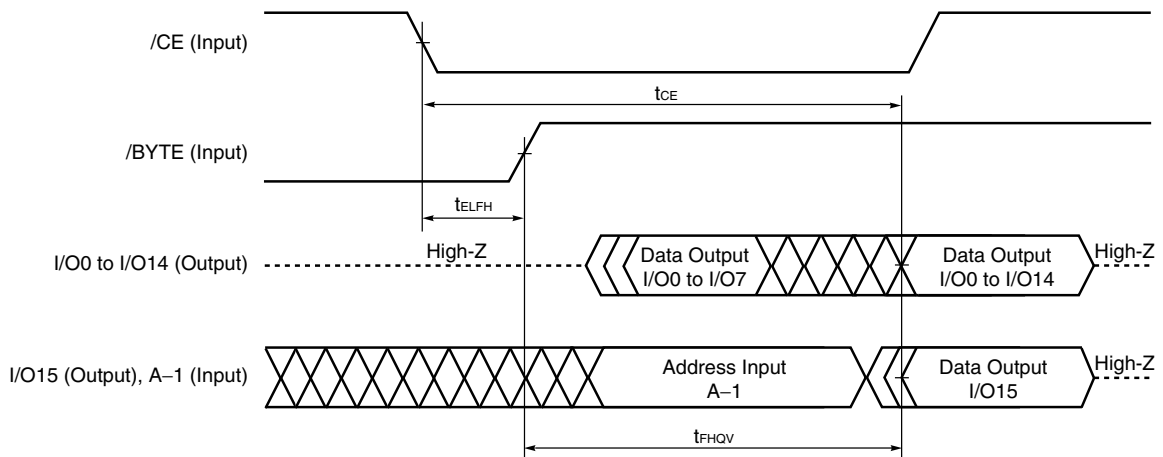 /CE (Input)
tCE
/BYTE (Input)
tELFH
I/O0 to I/O14 (Output)
High-Z
Data Output
I/O0 to I/O7
Data Output
I/O0 to I/O14
High-Z
I/O15 (Output), A–1 (Input)
Address Input
A–1
Data Output
I/O15
High-Z
tFHQV